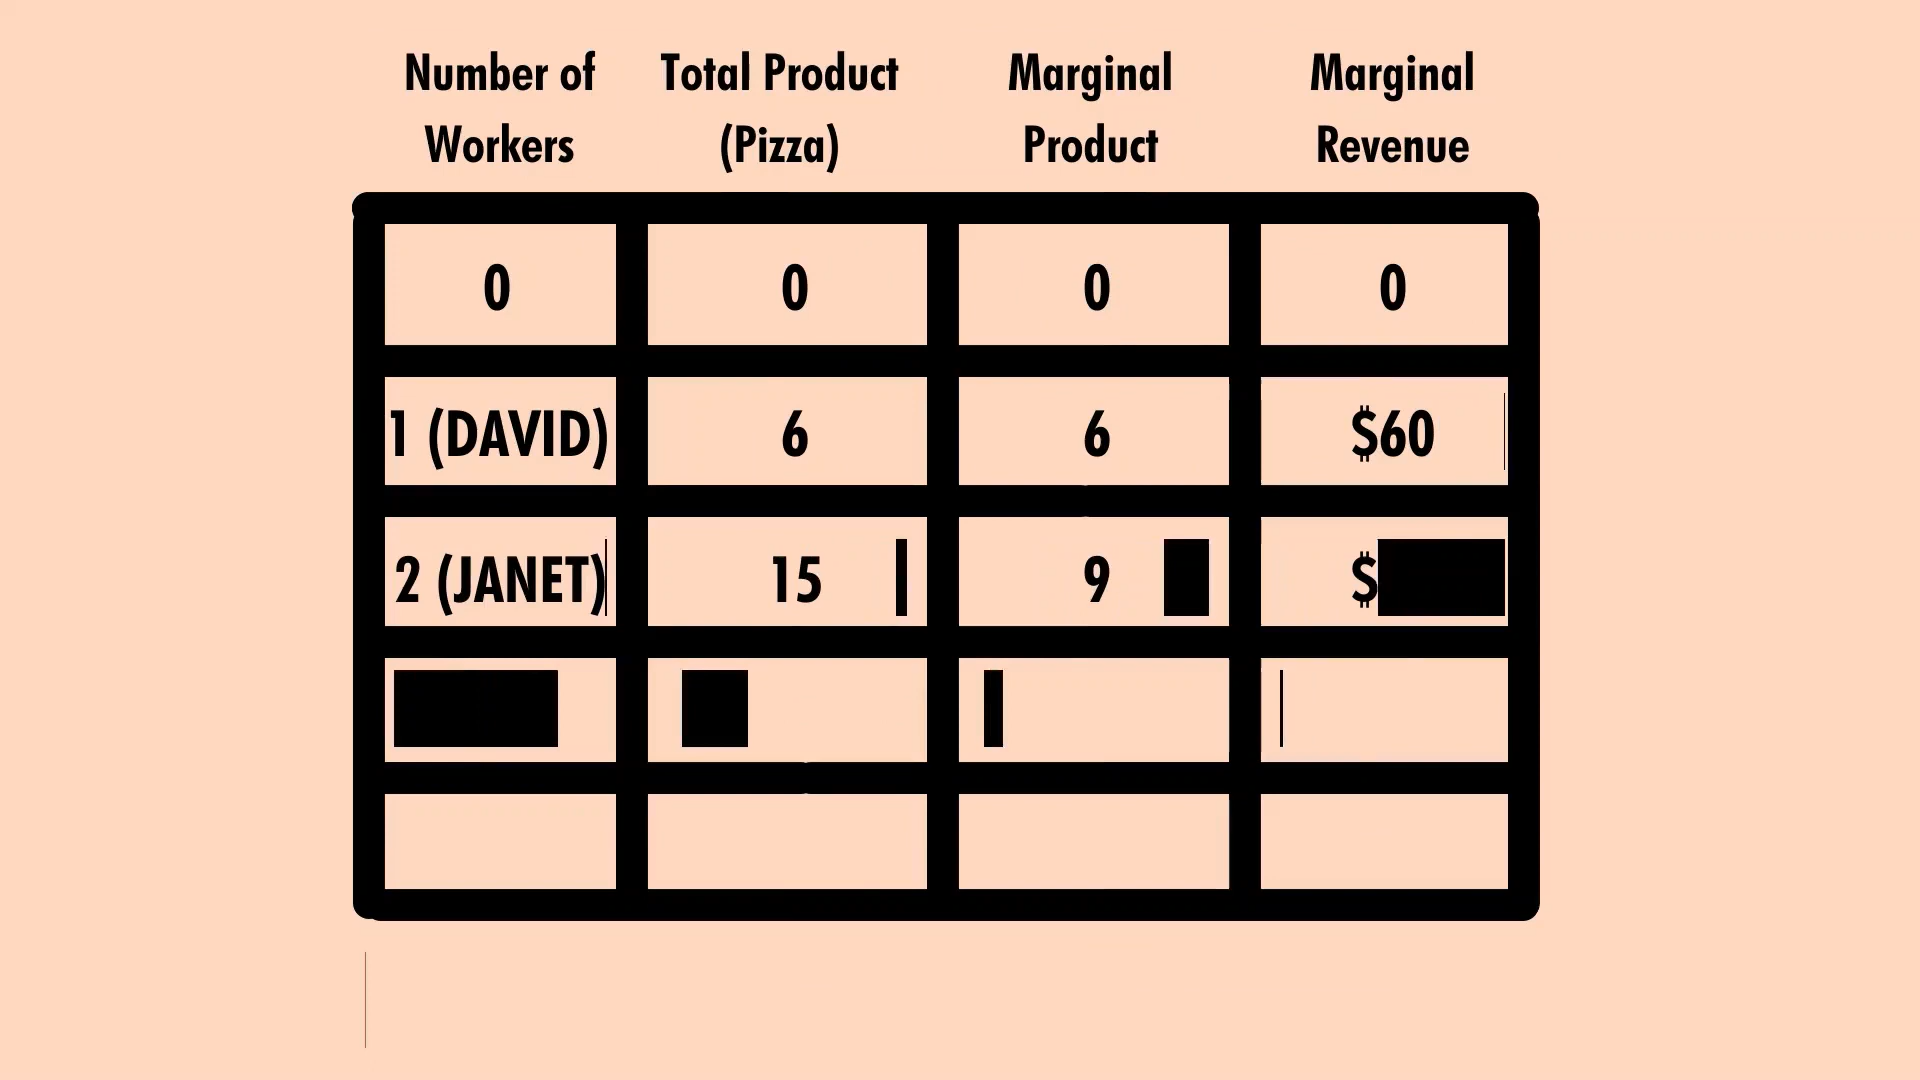 Number of Workers
Total Product (Pizza)
Marginal Product
Marginal Revenue
0 0 0 0
1 (DAVID) 6 6 $60
2 (JANET) 15 9 $